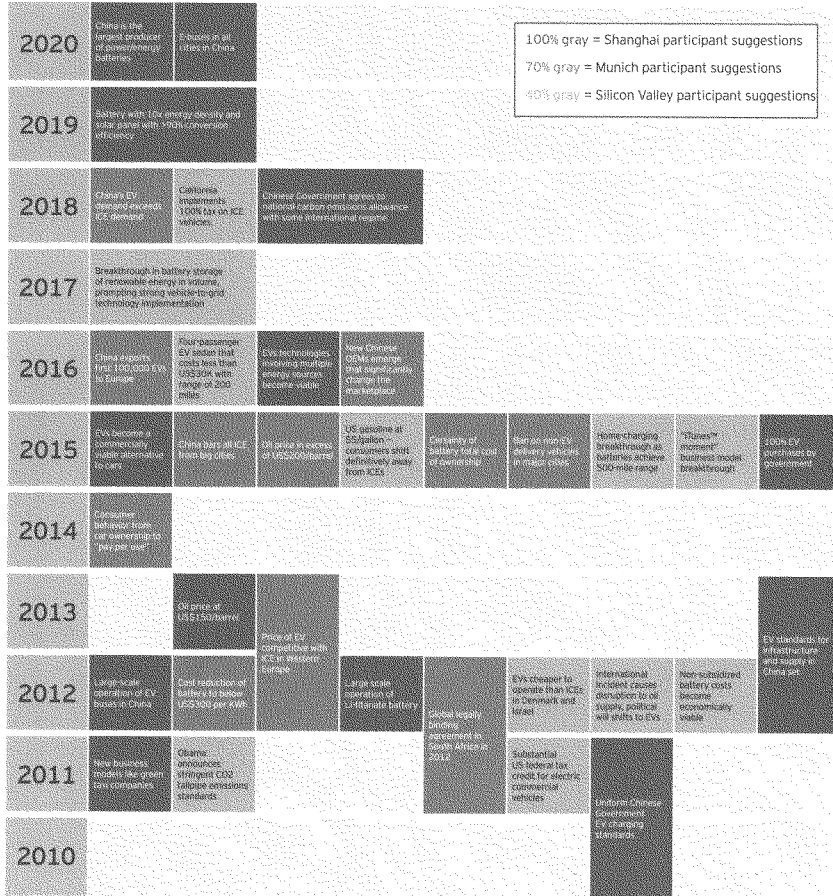 2020
China is the
largest producer
of power/energy
batteries
E-buses in all
cities in China
100% gray = Shanghai participant suggestions
70% gray = Munich participant suggestions
40% gray = Silicon Valley participant suggestions
2019
Battery with 10x energy density and
solar panel with >90% conversion
efficiency
2018
China's EV
demand exceeds
ICE demand
California
implements
100% tax on ICE
vehicles
Chinese Government agrees to
national carbon emissions allowance
with some international regime
2017
Breakthrough in battery storage
of renewable energy in volume,
prompting strong vehicle-to-grid
technology implementation
2016
China exports
first 100,000 EVs
to Europe
Four-passenger
EV sedan that
costs less than
US$30K with
range of 200
miles
EVs technologies
involving multiple
energy sources
become viable
New Chinese
OEMs emerge
that significantly
change the
marketplace
2015
EVs become a
commercially
viable alternative
to cars
China bars all ICE
from big cities
Oil price in excess
of US$200/barrel
US gasoline at
$5/gallon –
consumers shift
definitively away
from ICEs
Certainty of
battery total cost
of ownership
Ban on non-EV
delivery vehicles
in major cities
Home-charging
breakthrough as
batteries achieve
500-mile range
"iTunes™
moment"
business model
breakthrough
100% EV
purchases by
government
2014
Consumer
behavior from
car ownership to
"pay per use"
2013
Oil price at
US$150/barrel
Price of EV
competitive with
ICE in Western
Europe
EV standards for
infrastructure
and supply in
China set
2012
Large-scale
operation of EV
buses in China
Cost reduction of
battery to below
US$300 per KWh
Large scale
operation of
Li-titanate battery
Global legally
binding
agreement in
South Africa in
2012
EVs cheaper to
operate than ICEs
in Denmark and
Israel
International
incident causes
disruption to oil
supply, political
will shifts to EVs
Non-subsidized
battery costs
become
economically
viable
2011
New business
models like green
taxi companies
Obama
announces
stringent CO2
tailpipe emissions
standards
Substantial
US federal tax
credit for electric
commercial
vehicles
Uniform Chinese
Government
EV charging
standards
2010